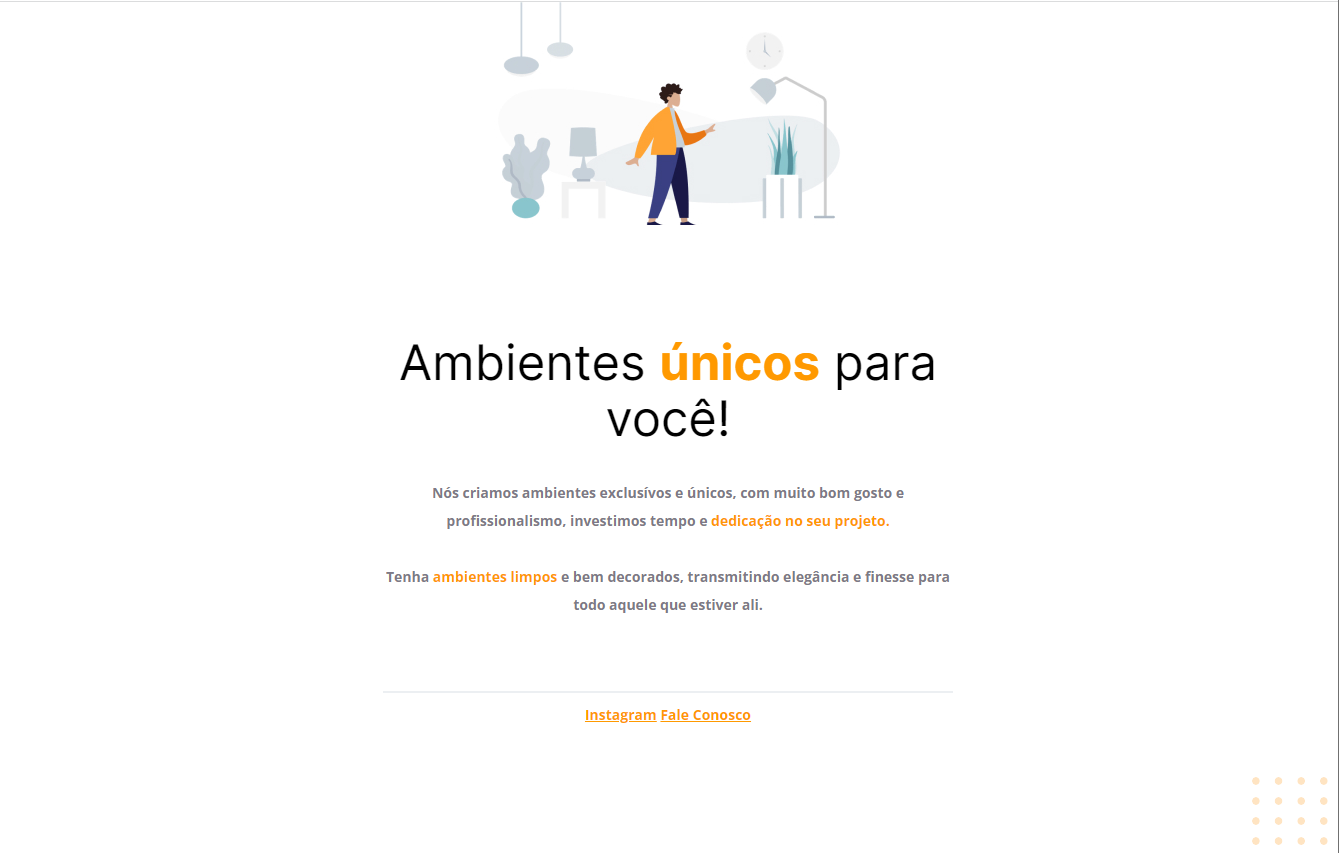 Ambientes únicos para
você!
Nós criamos ambientes exclusívos e únicos, com muito bom gosto e
profissionalismo, investimos tempo e dedicação no seu projeto.
Tenha ambientes limpos e bem decorados, transmitindo elegância e finesse para
todo aquele que estiver ali.
Instagram Fale Conosco